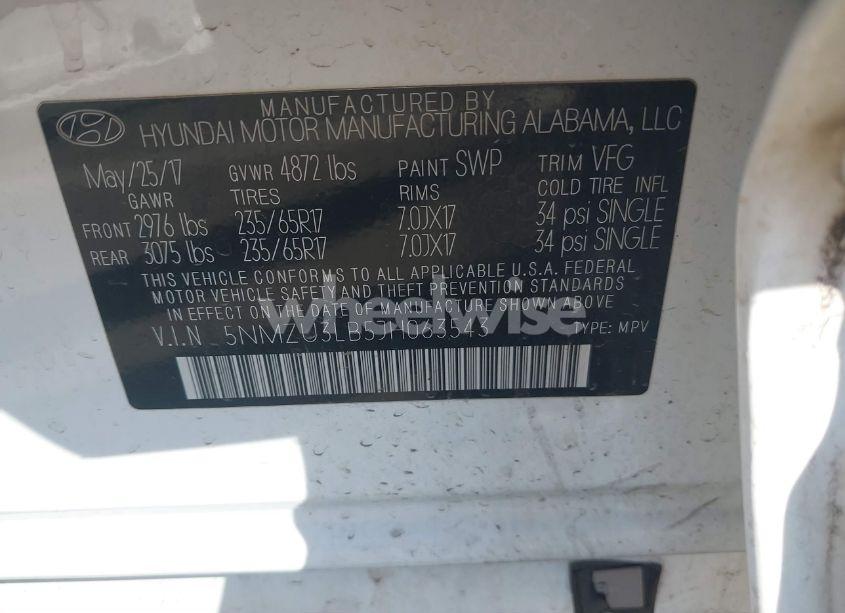 MANUFACTURED BY
HYUNDAI MOTOR MANUFACTURING ALABAMA, LLC
May/25/17 GVWR 4872 lbs PAINT SWP TRIM VFG
GAWR TIRES RIMS COLD TIRE INFL
FRONT 2976 lbs 235/65R17 7.0JX17 34 psi SINGLE
REAR 3075 lbs 235/65R17 7.0JX17 34 psi SINGLE
THIS VEHICLE CONFORMS TO ALL APPLICABLE U.S.A. FEDERAL
MOTOR VEHICLE SAFETY AND THEFT PREVENTION STANDARDS
IN EFFECT ON THE DATE OF MANUFACTURE SHOWN ABOVE
wheelwise
V.I.N. TYPE: MPV